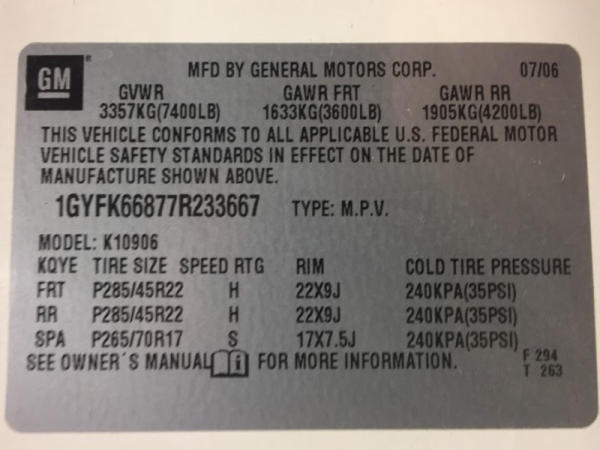 GM ® MFD BY GENERAL MOTORS CORP. 07/06
GVWR GAWR FRT GAWR RR
3357KG(7400LB) 1633KG(3600LB) 1905KG(4200LB)
THIS VEHICLE CONFORMS TO ALL APPLICABLE U.S. FEDERAL MOTOR
VEHICLE SAFETY STANDARDS IN EFFECT ON THE DATE OF
MANUFACTURE SHOWN ABOVE.
1GYFK66877R233667 TYPE: M.P.V.
MODEL: K10906
KQYE TIRE SIZE SPEED RTG RIM COLD TIRE PRESSURE
FRT P285/45R22 H 22X9J 240KPA(35PSI)
RR P285/45R22 H 22X9J 240KPA(35PSI)
SPA P265/70R17 S 17X7.5J 240KPA(35PSI)
SEE OWNER´S MANUAL i FOR MORE INFORMATION. F 294
T 263